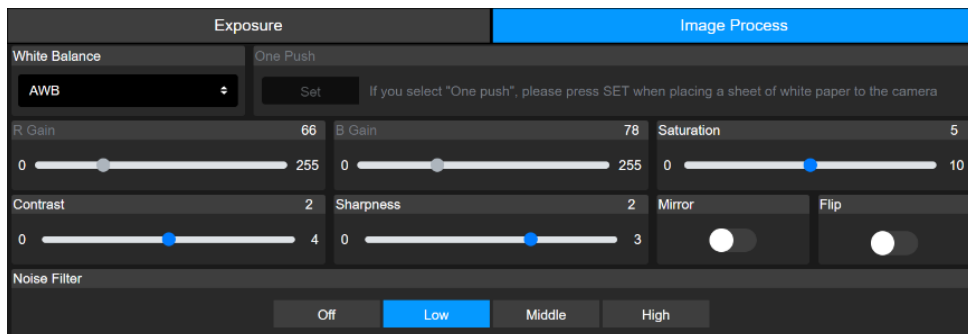 Exposure Image Process
White Balance One Push
AWB Set If you select "One push", please press SET when placing a sheet of white paper to the camera
R Gain 66 B Gain 78 Saturation 5
0 255 0 255 0 10
Contrast 2 Sharpness 2 Mirror Flip
0 4 0 3
Noise Filter
Off Low Middle High